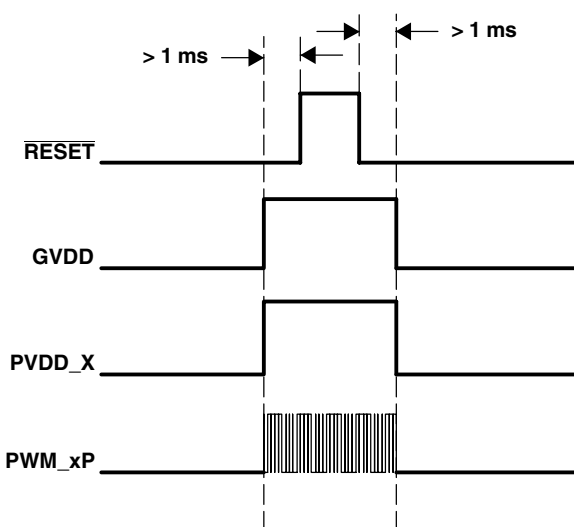 > 1 ms
> 1 ms
RESET
GVDD
PVDD_X
PWM_xP